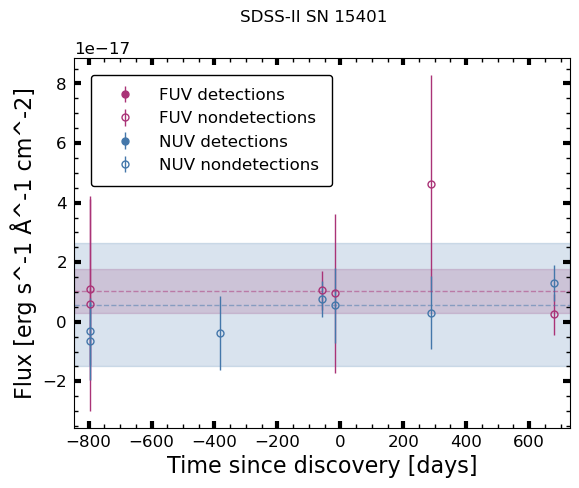 SDSS-II SN 15401
1e−17
FUV detections
FUV nondetections
NUV detections
NUV nondetections
8
6
4
2
0
−2
Flux [erg s^-1 Å^-1 cm^-2]
−800 −600 −400 −200 0 200 400 600
Time since discovery [days]